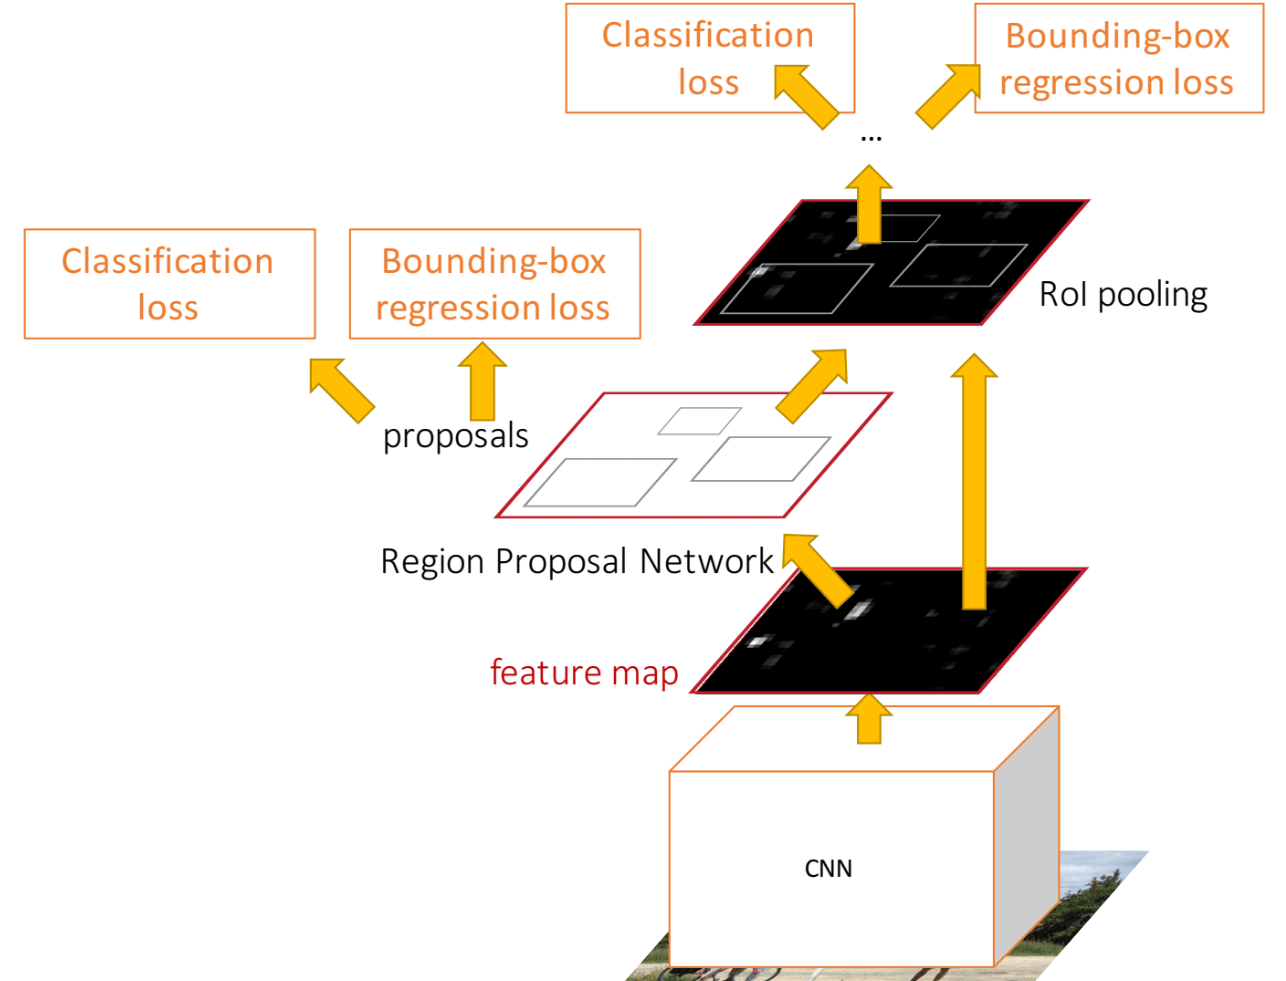 Classification
loss
Bounding-box
regression loss
...
Classification
loss
Bounding-box
regression loss
RoI pooling
proposals
Region Proposal Network
feature map
CNN